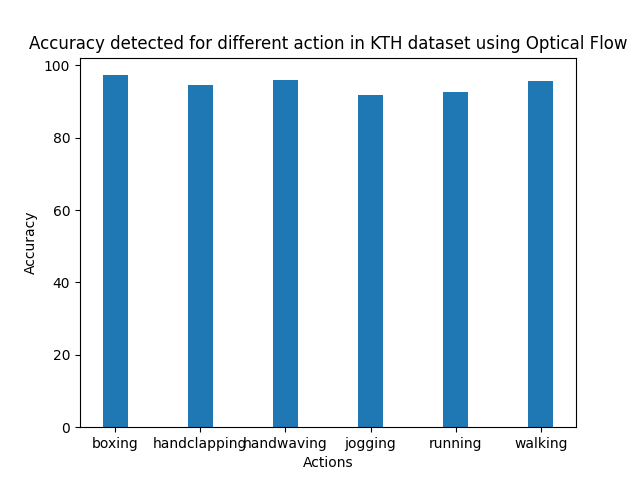 Accuracy detected for different action in KTH dataset using Optical Flow
100
80
60
40
20
0
Accuracy
boxing handclapping handwaving jogging running walking
Actions